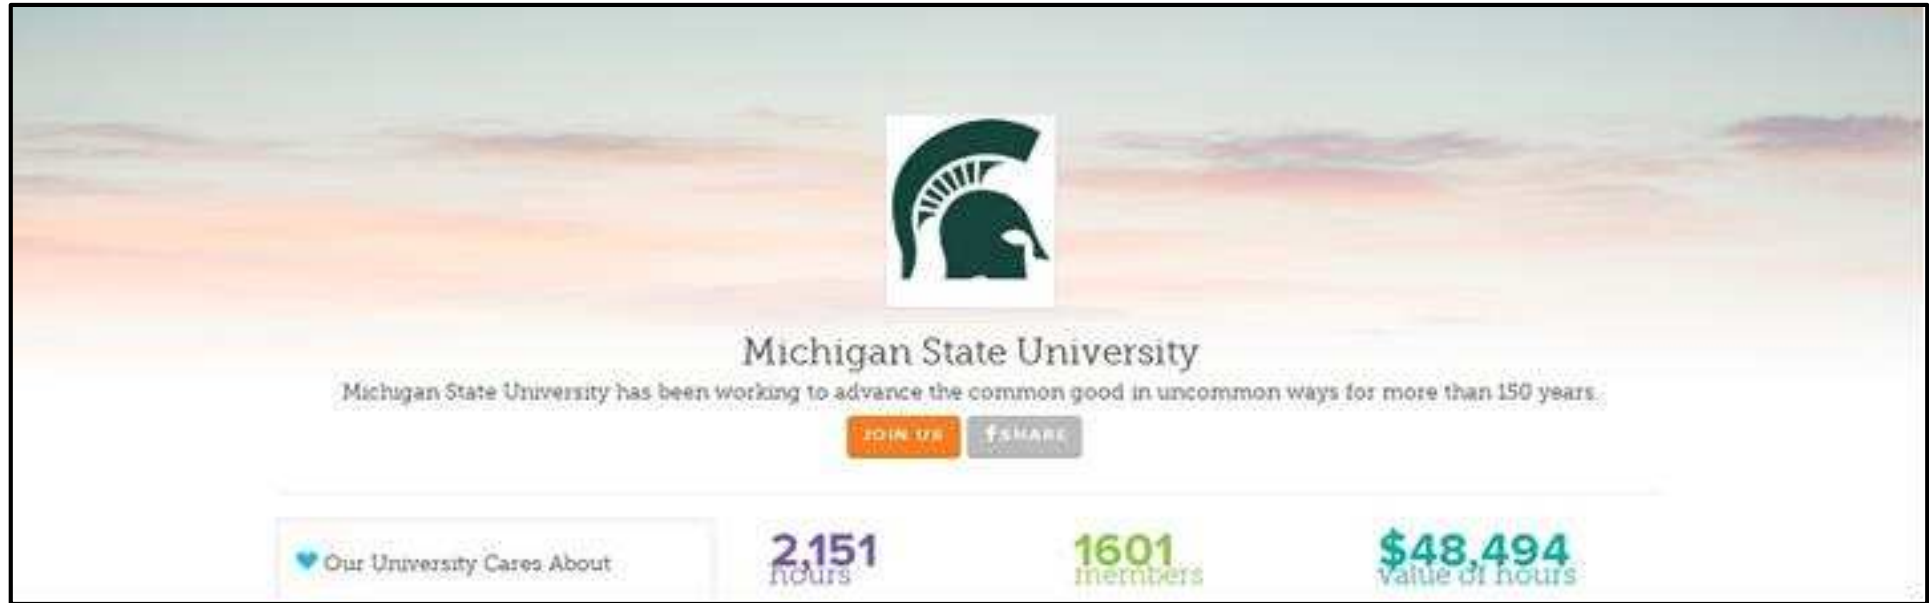 Michigan State University
Michigan State University has been working to advance the common good in uncommon ways for more than 150 years.
JOIN US
f SHARE
Our University Cares About
2,151
hours
1601
members
$48,494
value of hours